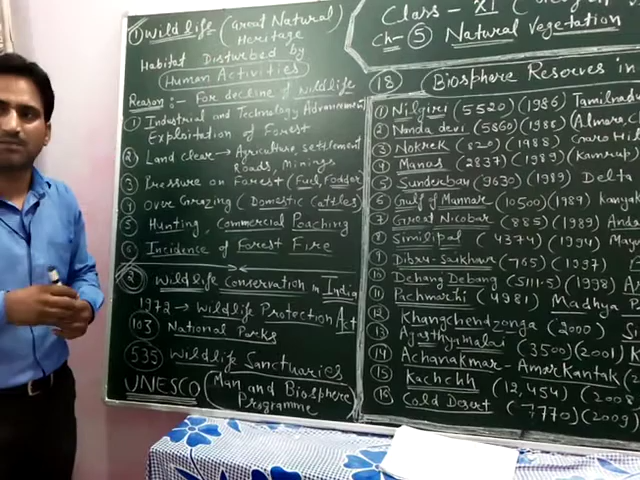 ① Wild life (Great Natural)
Heritage
Habitat Disturbed by
Human Activities
Reason :- For decline of Wildlife
① Industrial and Technology Advancement
Exploitation of Forest
② Land clear → Agriculture, settlement
Roads, Minings
③ Pressure on Forest (Fuel, Fodder)
④ Over Grazing (Domestic Cattles)
⑤ Hunting, Commercial Poaching
⑥ Incidence of Forest Fire
② Wildlife Conservation in India
1972 → Wildlife Protection Act
103 National Parks
535 Wildlife Sanctuaries
UNESCO (Man and Biosphere
Programme
Class - XI
Ch - ⑤ Natural Vegetation
18 Biosphere Reserves in
① Nilgiri (5520) (1986) Tamilnadu
② Nanda devi (5860) (1988) (Almora,
③ Nokrek (820) (1988) Garo Hills
④ Manas (2837) (1989) (Kamrup)
⑤ Sunderban (9630) (1989) Delta
⑥ Gulf of Mannar (10500) (1989)
⑦ Great Nicobar (885) (1989)
⑧ Similipal (4374) (1994)
⑨ Dibru-Saikhawa (765) (1997)
⑩ Dehang Debang (5111.5) (1998)
⑪ Pachmarhi (4981) Madhya
⑫ Khangchendzonga (2000)
⑬ Agasthyamalai (3500) (2001)
⑭ Achanakmar - Amarkantak
⑮ Kachchh (12,454) (2008
⑯ Cold Desert (7770) (2009)